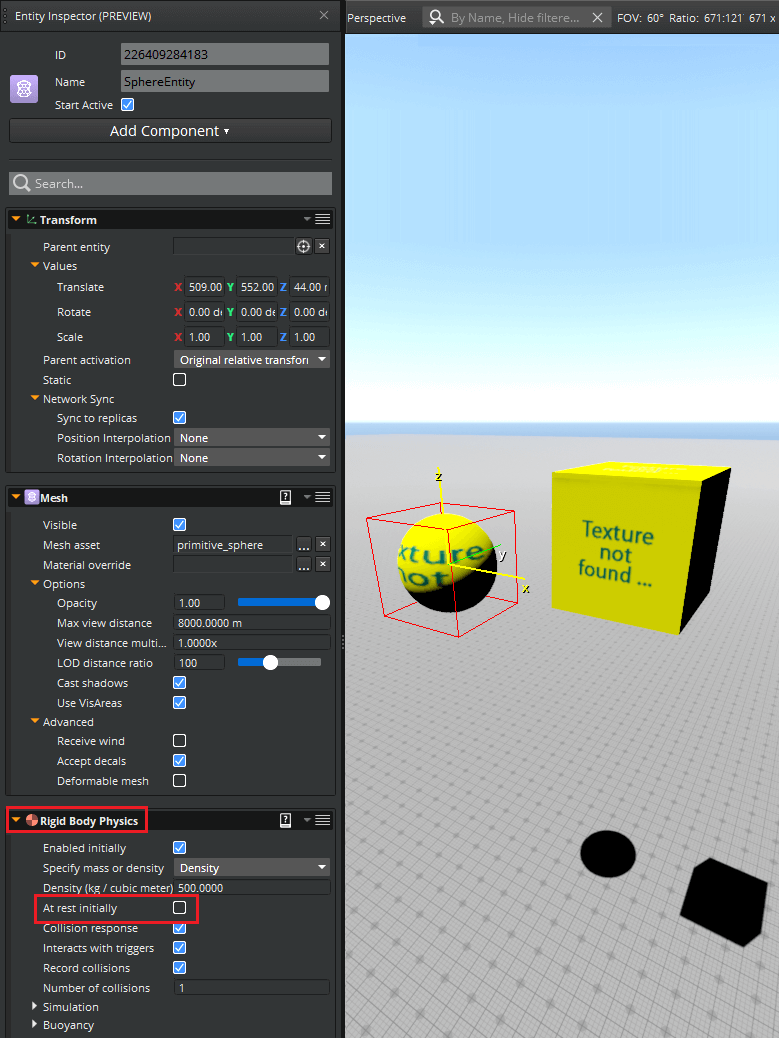 Entity Inspector (PREVIEW)
ID 226409284183
Name SphereEntity
Start Active
Add Component
Search...
Transform
Parent entity
Values
Translate X 509.00 Y 552.00 Z 44.00
Rotate X 0.00 Y 0.00 Z 0.00
Scale X 1.00 Y 1.00 Z 1.00
Parent activation Original relative transfor
Static
Network Sync
Sync to replicas
Position Interpolation None
Rotation Interpolation None
Mesh
Visible
Mesh asset primitive_sphere ...
Material override ...
Options
Opacity 1.00
Max view distance 8000.0000 m
View distance multi... 1.0000x
LOD distance ratio 100
Cast shadows
Use VisAreas
Advanced
Receive wind
Accept decals
Deformable mesh
Rigid Body Physics
Enabled initially
Specify mass or density Density
Density (kg / cubic meter) 500.0000
At rest initially
Collision response
Interacts with triggers
Record collisions
Number of collisions 1
Simulation
Buoyancy
Perspective By Name, Hide filtere... FOV: 60° Ratio: 671:121 671 x
z
y
x
xture
not
Texture
not
found ...